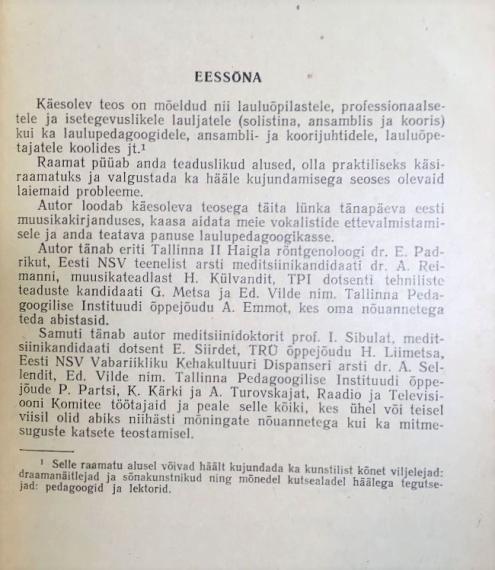 EESSÕNA
Käesolev teos on mõeldud nii lauluõpilastele, professionaalse-
tele ja isetegevuslikele lauljatele (solistina, ansamblis ja kooris)
kui ka laulupedagoogidele, ansambli- ja koorijuhtidele, lauluõpe-
tajatele koolides jt.¹
Raamat püüab anda teaduslikud alused, olla praktiliseks käsi-
raamatuks ja valgustada ka hääle kujundamisega seoses olevaid
laiemaid probleeme.
Autor loodab käesoleva teosega täita lünka tänapäeva eesti
muusikakirjanduses, kaasa aidata meie vokalistide ettevalmistami-
sele ja anda teatava panuse laulupedagoogikasse.
Autor tänab eriti Tallinna II Haigla röntgenoloogi dr. E. Pad-
rikut, Eesti NSV teenelist arsti meditsiinikandidaati dr. A. Rei-
manni, muusikateadlast H. Külvandit, TPI dotsenti tehniliste
teaduste kandidaati G. Metsa ja Ed. Vilde nim. Tallinna Peda-
googilise Instituudi õppejõudu A. Emmot, kes oma nõuannetega
teda abistasid.
Samuti tänab autor meditsiinidoktorit prof. I. Sibulat, medit-
siinikandidaati dotsent E. Siirdet, TRÜ õppejõudu H. Liimetsa,
Eesti NSV Vabariikliku Kehakultuuri Dispanseri arsti dr. A. Sel-
lendit, Ed. Vilde nim. Tallinna Pedagoogilise Instituudi õppe-
jõude P. Partsi, K. Kärki ja A. Turovskajat, Raadio ja Televisi-
ooni Komitee töötajaid ja peale selle kõiki, kes ühel või teisel
viisil olid abiks niihästi mõningate nõuannetega kui ka mitme-
suguste katsete teostamisel.
¹ Selle raamatu alusel võivad häält kujundada ka kunstilist kõnet viljelejad:
draamanäitlejad ja sõnakunstnikud ning mõnedel kutsealadel häälega tegutse-
jad: pedagoogid ja lektorid.